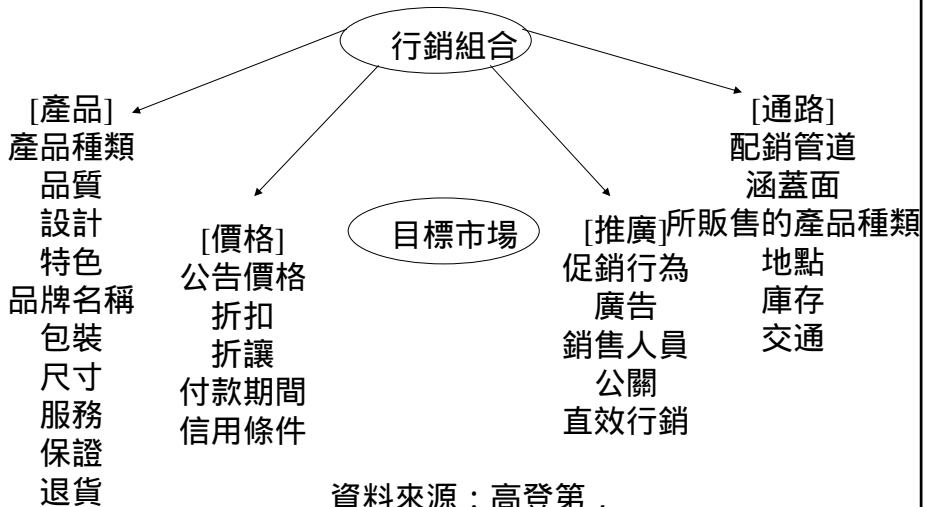 行銷組合
[產品]
產品種類
品質
設計
特色
品牌名稱
包裝
尺寸
服務
保證
退貨
[價格]
公告價格
折扣
折讓
付款期間
信用條件
目標市場
[推廣]
促銷行為
廣告
銷售人員
公關
直效行銷
[通路]
配銷管道
涵蓋面
所販售的產品種類
地點
庫存
交通
資料來源：高登第，